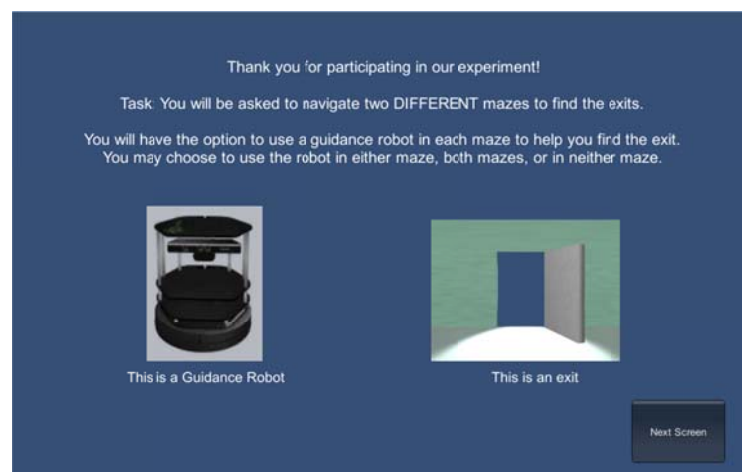 Thank you for participating in our experiment!
Task: You will be asked to navigate two DIFFERENT mazes to find the exits.
You will have the option to use a guidance robot in each maze to help you find the exit.
You may choose to use the robot in either maze, both mazes, or in neither maze.
This is a Guidance Robot
This is an exit
Next Screen